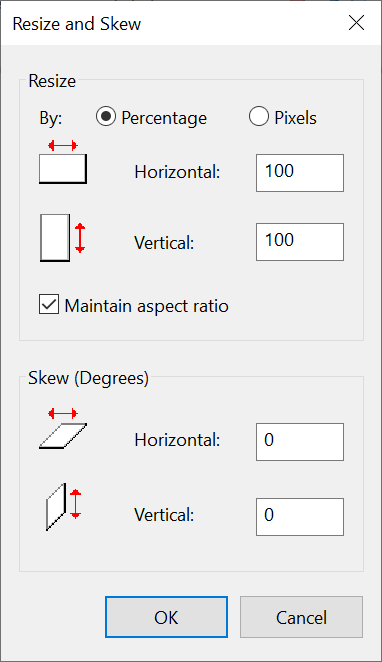 Resize and Skew
Resize
By: Percentage Pixels
Horizontal: 100
Vertical: 100
Maintain aspect ratio
Skew (Degrees)
Horizontal: 0
Vertical: 0
OK Cancel